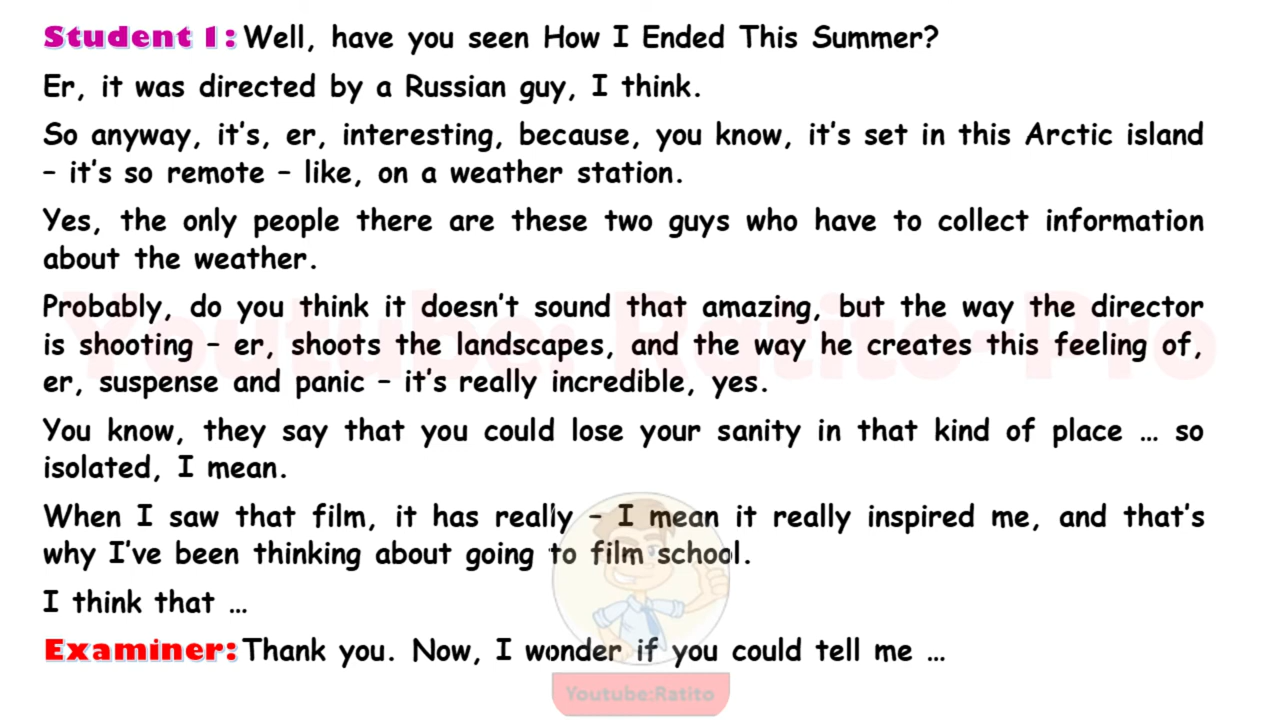 Student 1: Well, have you seen How I Ended This Summer?
Er, it was directed by a Russian guy, I think.
So anyway, it's, er, interesting, because, you know, it's set in this Arctic island
– it's so remote – like, on a weather station.
Yes, the only people there are these two guys who have to collect information
about the weather.
Probably, do you think it doesn't sound that amazing, but the way the director
is shooting – er, shoots the landscapes, and the way he creates this feeling of,
er, suspense and panic – it's really incredible, yes.
You know, they say that you could lose your sanity in that kind of place … so
isolated, I mean.
When I saw that film, it has really – I mean it really inspired me, and that's
why I've been thinking about going to film school.
I think that …
Examiner: Thank you. Now, I wonder if you could tell me …
Youtube: Ratito-Pro
Youtube:Ratito